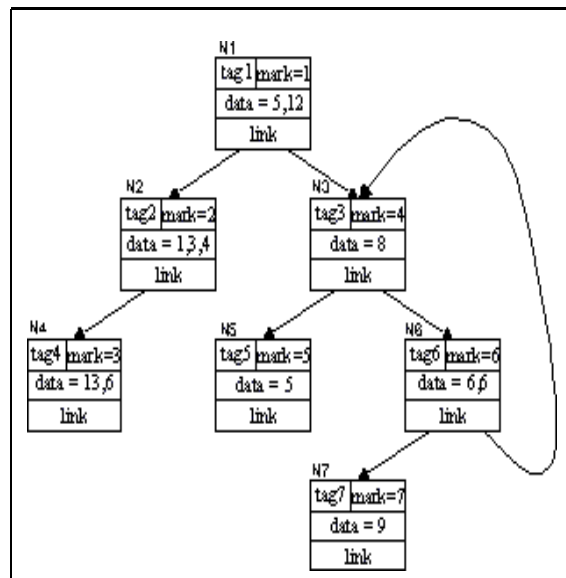 N1
tag1 mark=1
data = 5,12
link
N2
tag2 mark=2
data = 1,3,4
link
N3
tag3 mark=4
data = 8
link
N4
tag4 mark=3
data = 13,6
link
N5
tag5 mark=5
data = 5
link
N6
tag6 mark=6
data = 6,6
link
N7
tag7 mark=7
data = 9
link